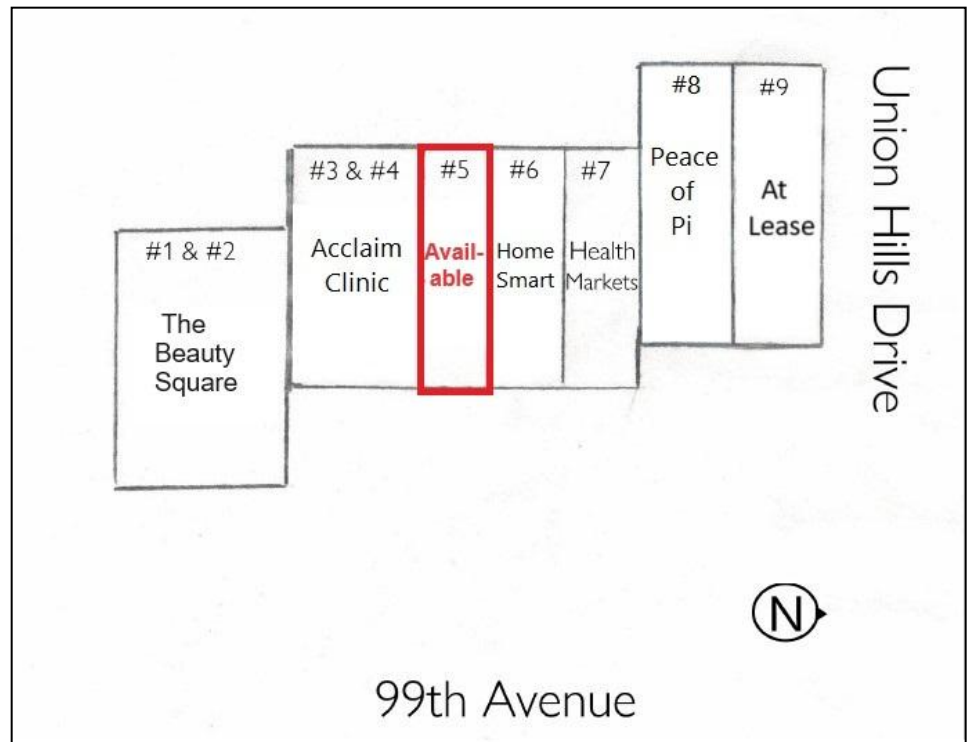 #1 & #2
The
Beauty
Square
#3 & #4
Acclaim
Clinic
#5
Avail-
able
#6
Home
Smart
#7
Health
Markets
#8
Peace
of
Pi
#9
At
Lease
Union Hills Drive
N
99th Avenue